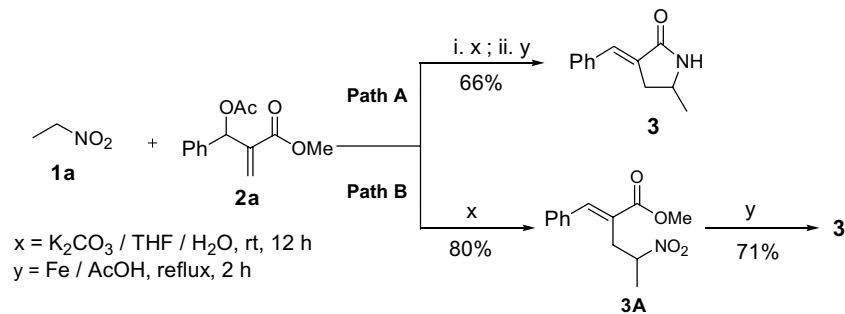 i. x ; ii. y
66%
Path A
Ph
O
NH
3
NO2
1a
+
OAc
O
Ph
OMe
2a
Path B
x
80%
Ph
O
OMe
NO2
3A
y
71%
3
x = K2CO3 / THF / H2O, rt, 12 h
y = Fe / AcOH, reflux, 2 h